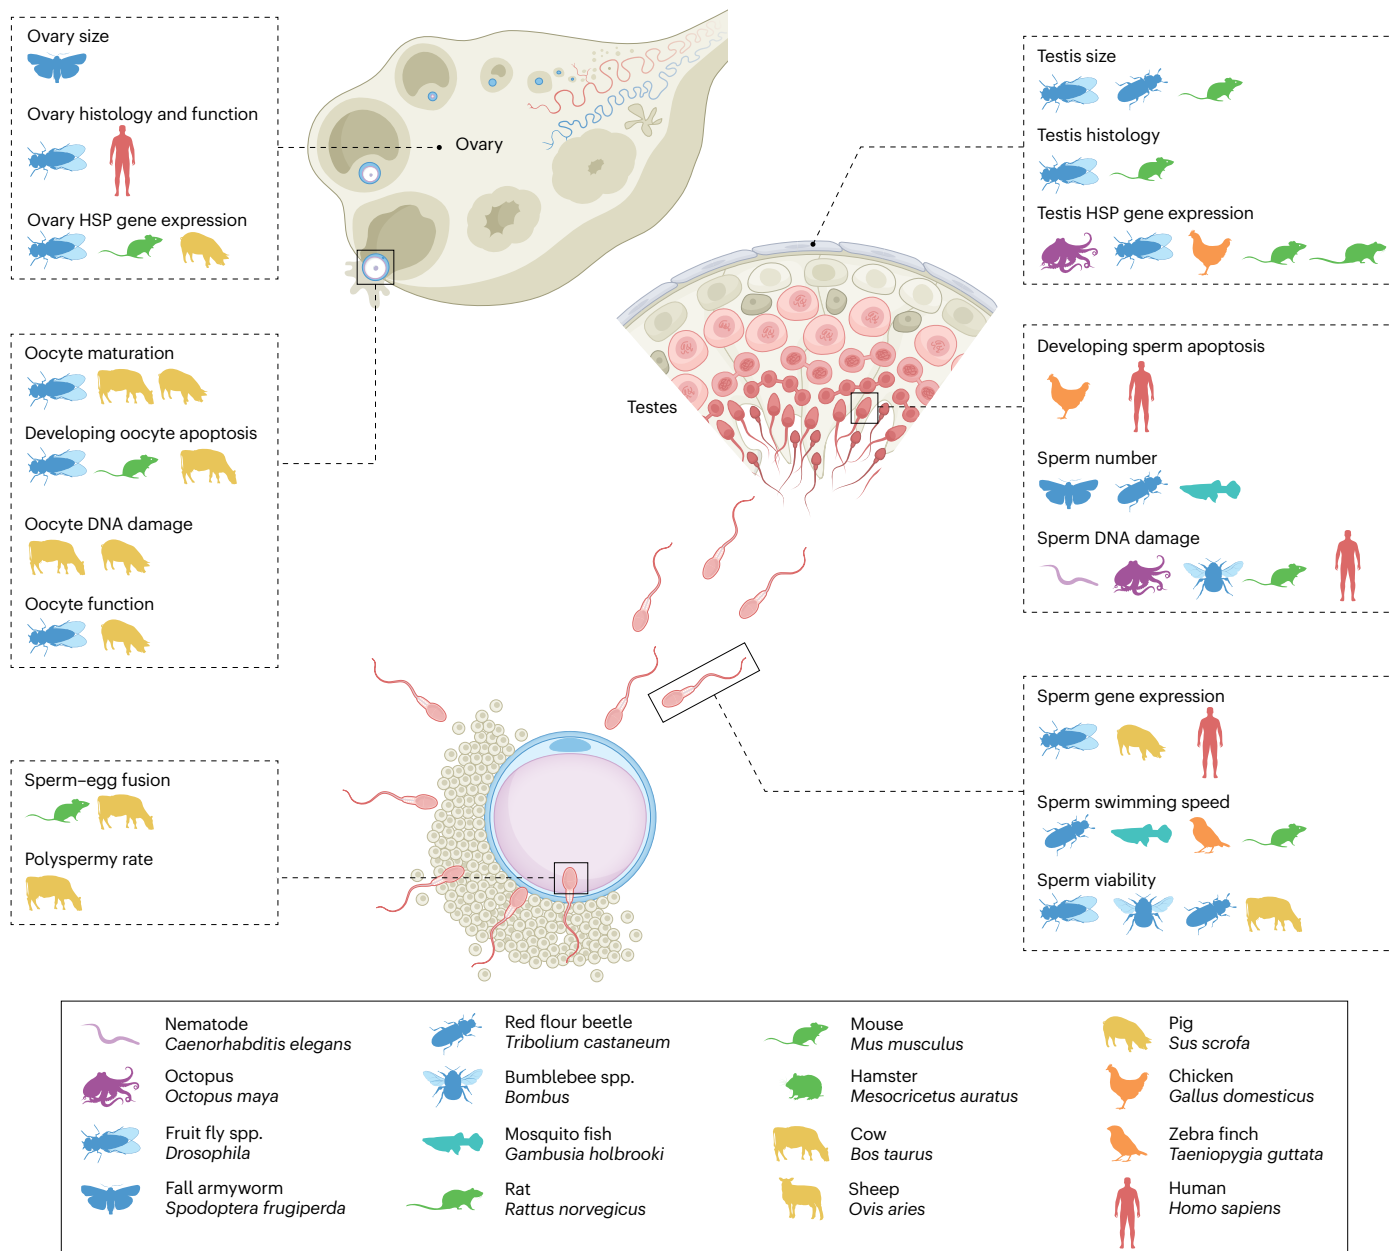 Ovary size
Ovary histology and function
Ovary HSP gene expression
Ovary
Oocyte maturation
Developing oocyte apoptosis
Oocyte DNA damage
Oocyte function
Sperm–egg fusion
Polyspermy rate
Testis size
Testis histology
Testis HSP gene expression
Testes
Developing sperm apoptosis
Sperm number
Sperm DNA damage
Sperm gene expression
Sperm swimming speed
Sperm viability
Nematode
Caenorhabditis elegans
Octopus
Octopus maya
Fruit fly spp.
Drosophila
Fall armyworm
Spodoptera frugiperda
Red flour beetle
Tribolium castaneum
Bumblebee spp.
Bombus
Mosquito fish
Gambusia holbrooki
Rat
Rattus norvegicus
Mouse
Mus musculus
Hamster
Mesocricetus auratus
Cow
Bos taurus
Sheep
Ovis aries
Pig
Sus scrofa
Chicken
Gallus domesticus
Zebra finch
Taeniopygia guttata
Human
Homo sapiens